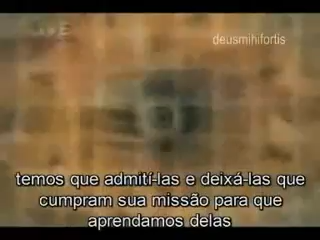 deusmihifortis
temos que admití-las e deixá-las que
cumpram sua missão para que
aprendamos delas